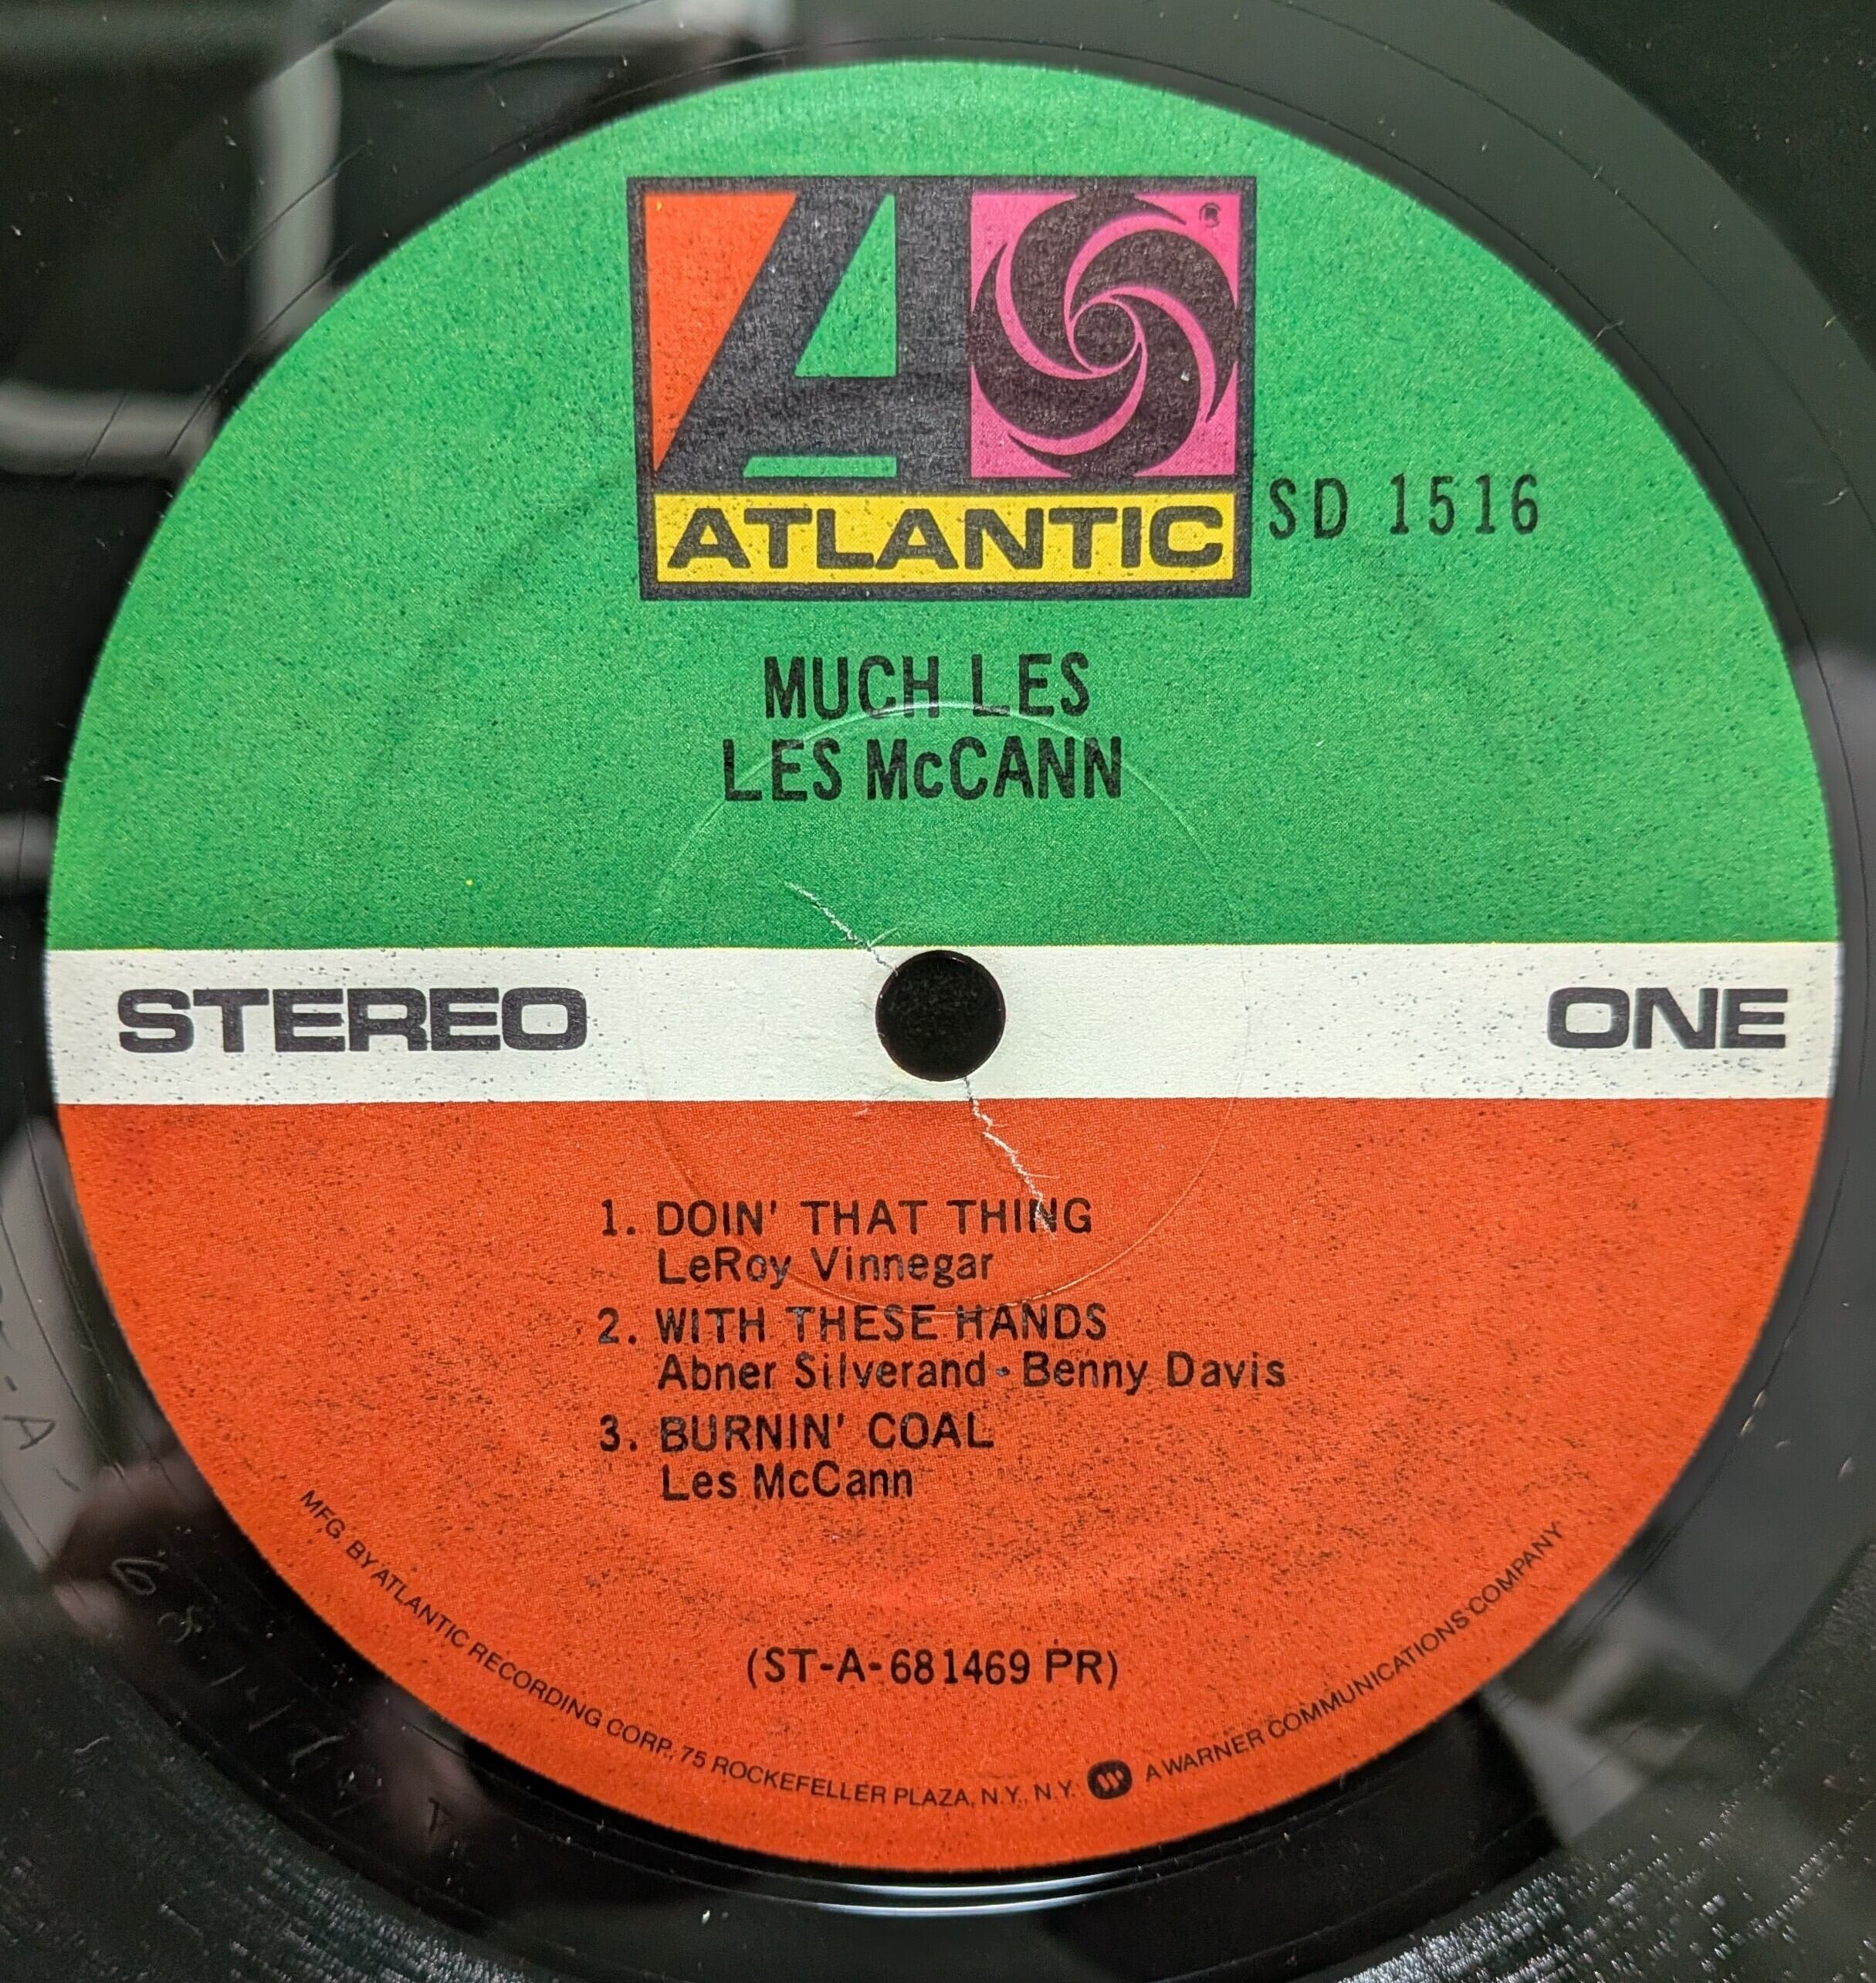 A
®
ATLANTIC
SD 1516
MUCH LES
LES McCANN
STEREO
ONE
1. DOIN' THAT THING
LeRoy Vinnegar
2. WITH THESE HANDS
Abner Silverand - Benny Davis
3. BURNIN' COAL
Les McCann
(ST-A-681469 PR)
MFG. BY ATLANTIC RECORDING CORP., 75 ROCKEFELLER PLAZA, N.Y., N.Y. W A WARNER COMMUNICATIONS COMPANY